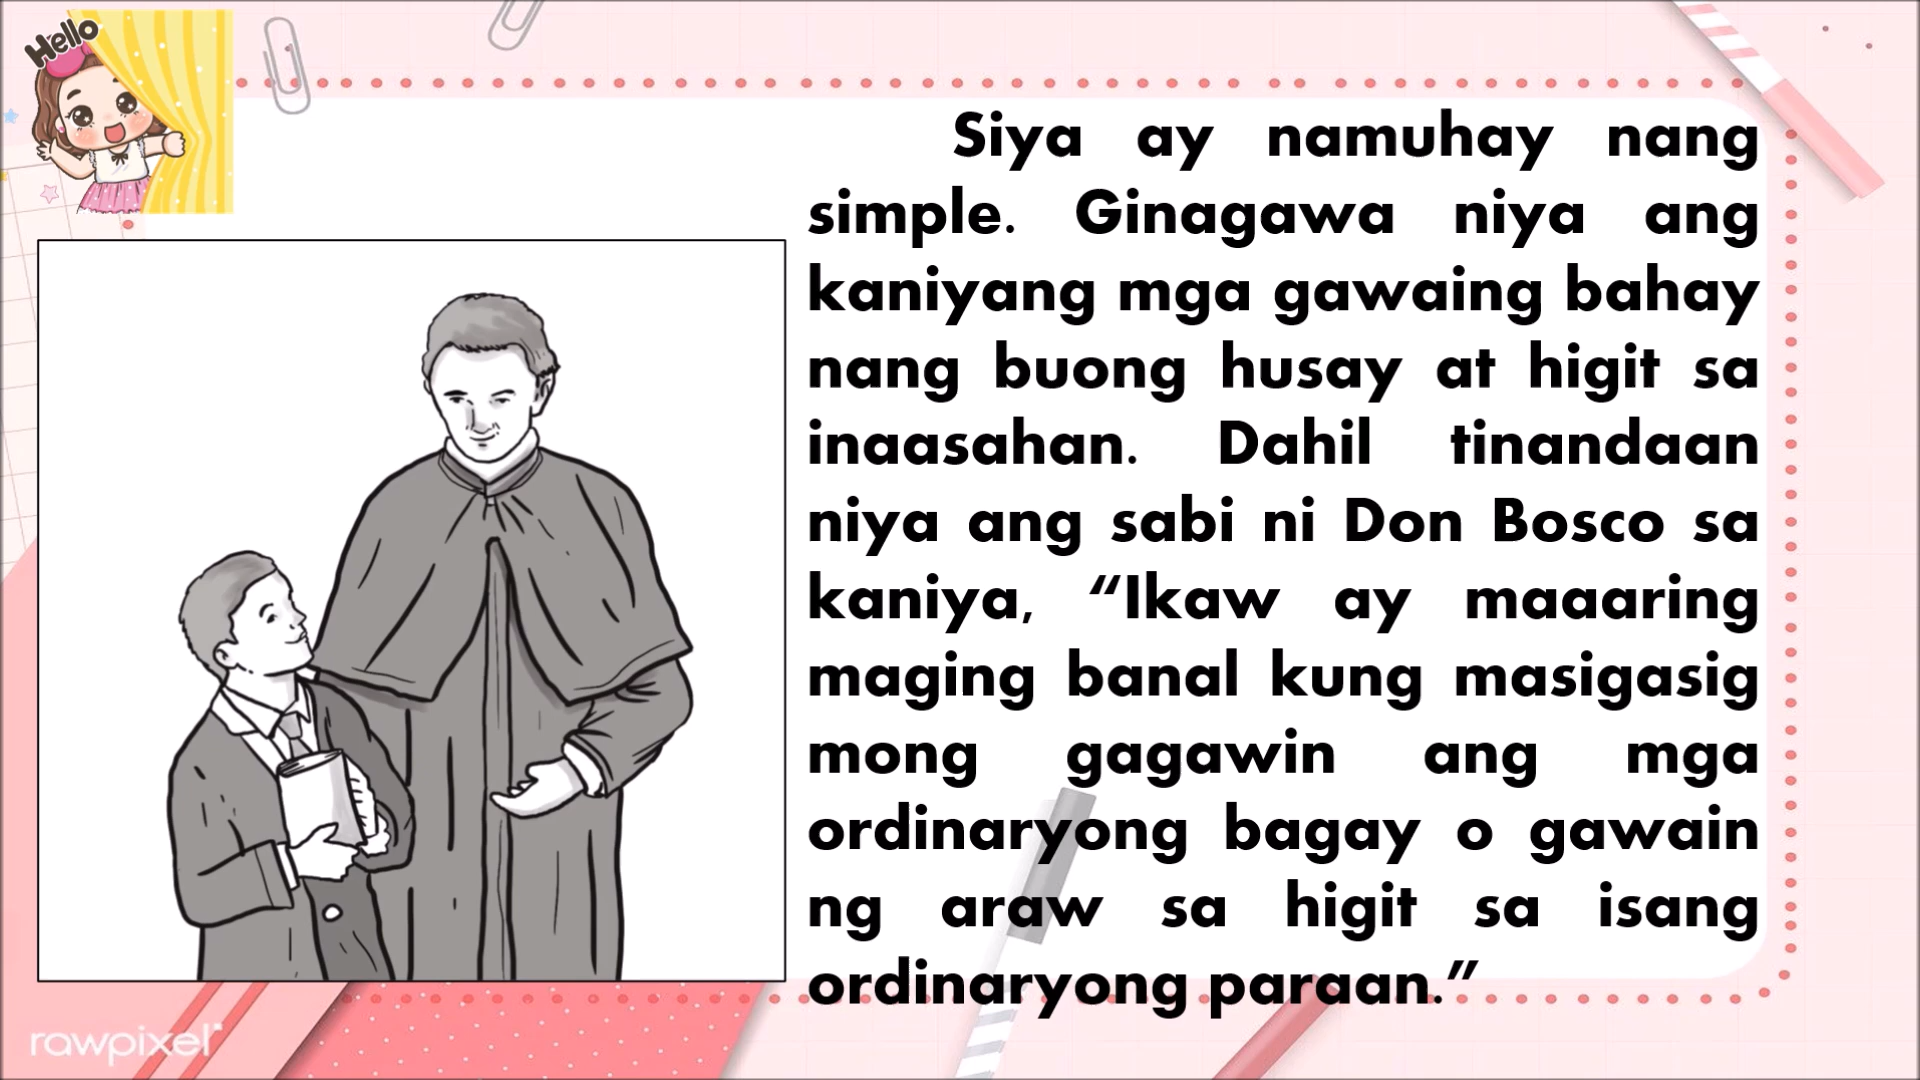 Hello
Siya ay namuhay nang
simple. Ginagawa niya ang
kaniyang mga gawaing bahay
nang buong husay at higit sa
inaasahan. Dahil tinandaan
niya ang sabi ni Don Bosco sa
kaniya, “Ikaw ay maaaring
maging banal kung masigasig
mong gagawin ang mga
ordinaryong bagay o gawain
ng araw sa higit sa isang
ordinaryong paraan.”
rawpixel